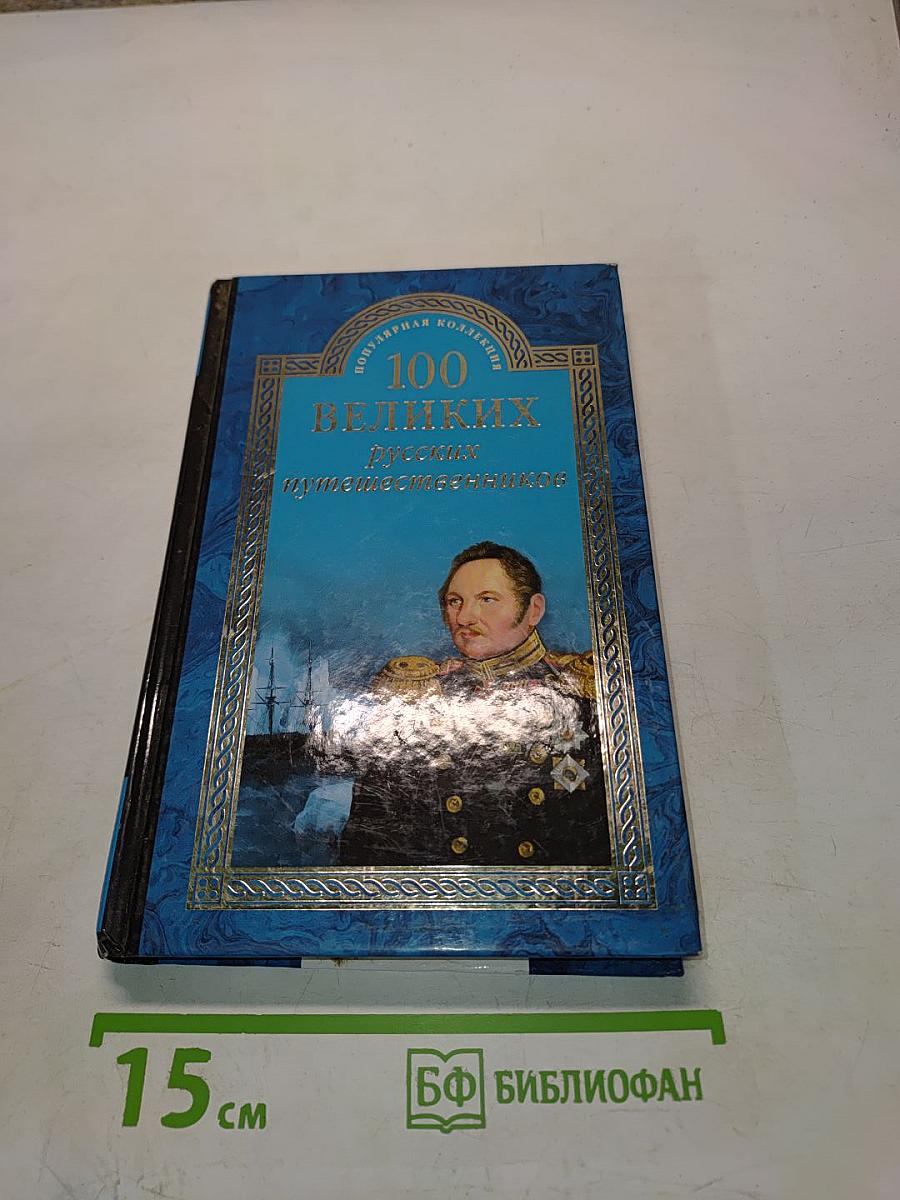 ПОПУЛЯРНАЯ КОЛЛЕКЦИЯ
100
ВЕЛИКИХ
русских
путешественников
15 см
БФ БИБЛИОФАН